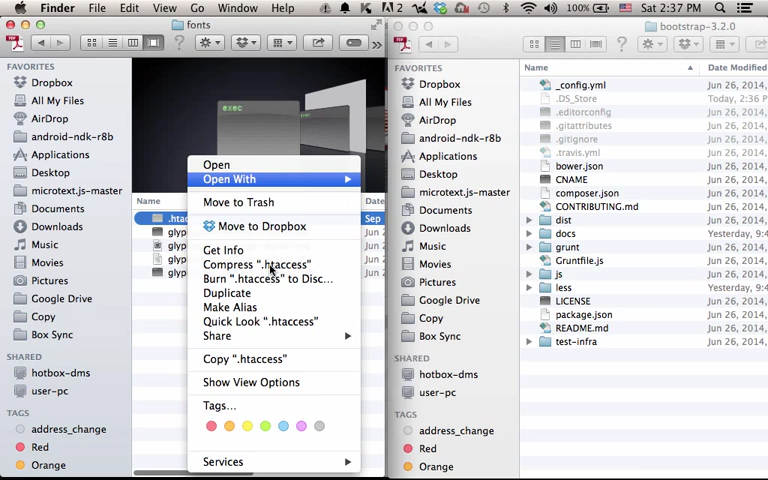 Finder File Edit View Go Window Help
2 100% Sat 2:37 PM
fonts
FAVORITES
Dropbox
All My Files
AirDrop
android-ndk-r8b
Applications
Desktop
microtext.js-master
Documents
Downloads
Music
Movies
Pictures
Google Drive
Copy
Box Sync
SHARED
hotbox-dms
user-pc
TAGS
address_change
Red
Orange
exec
Name Date
.htac Sep
glyp Jun 2
glyp
glyp Jun 2
glyp Jun 2
Open
Open With
Move to Trash
Move to Dropbox
Get Info
Compress “.htaccess”
Burn “.htaccess” to Disc...
Duplicate
Make Alias
Quick Look “.htaccess”
Share
Copy “.htaccess”
Show View Options
Tags...
Services
bootstrap-3.2.0
FAVORITES
Dropbox
All My Files
AirDrop
android-ndk-r8b
Applications
Desktop
microtext.js-master
Documents
Downloads
Music
Movies
Pictures
Google Drive
Copy
Box Sync
SHARED
hotbox-dms
user-pc
TAGS
address_change
Red
Orange
Name Date Modified
_config.yml Jun 26, 2014,
.DS_Store Today, 2:36 P
.editorconfig Jun 26, 2014,
.gitattributes Jun 26, 2014,
.gitignore Jun 26, 2014,
.travis.yml Jun 26, 2014,
bower.json Jun 26, 2014,
CNAME Jun 26, 2014,
composer.json Jun 26, 2014,
CONTRIBUTING.md Jun 26, 2014,
dist Jun 26, 2014,
docs Yesterday, 9:4
grunt Jun 26, 2014,
Gruntfile.js Jun 26, 2014,
js Jun 26, 2014,
less Yesterday, 9:4
LICENSE Jun 26, 2014,
package.json Jun 26, 2014,
README.md Jun 26, 2014,
test-infra Jun 26, 2014,